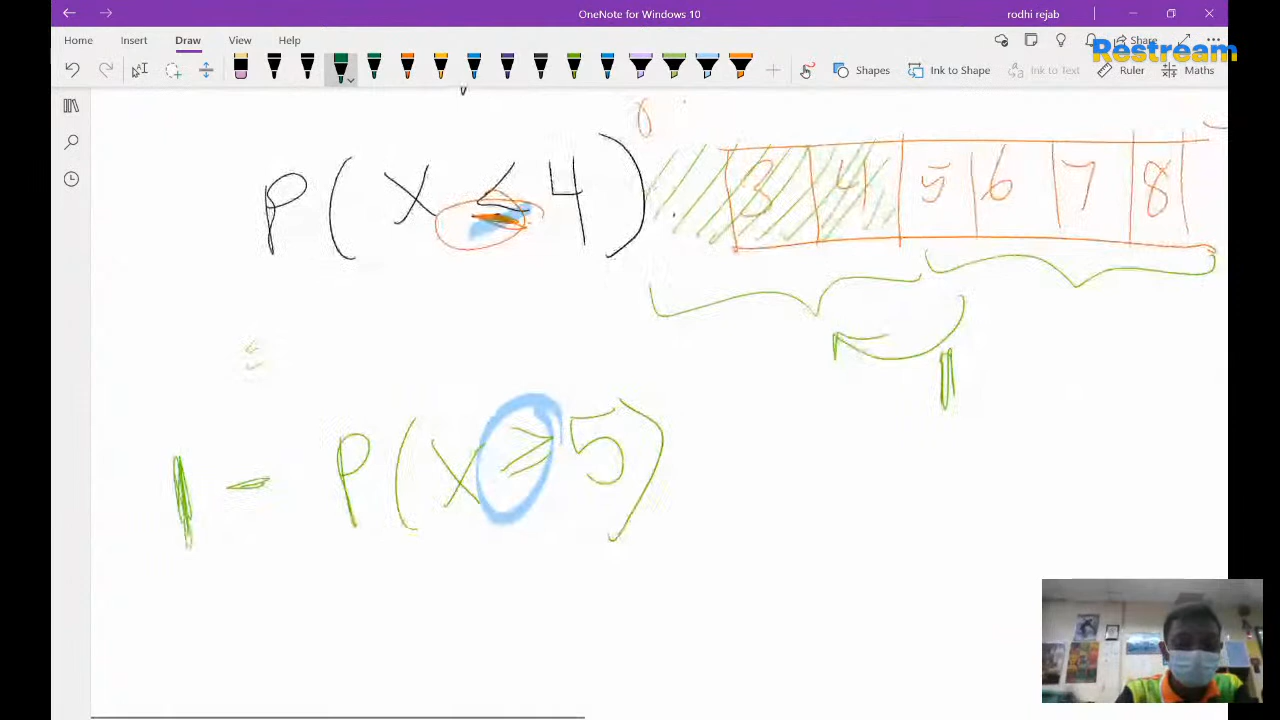 OneNote for Windows 10
rodhi rejab
Home Insert Draw View Help
Share
Restream
Shapes Ink to Shape Ink to Text Ruler Maths
P(X ≤ 4)
3 4 5 6 7 8
1 - P(X ≥ 5)